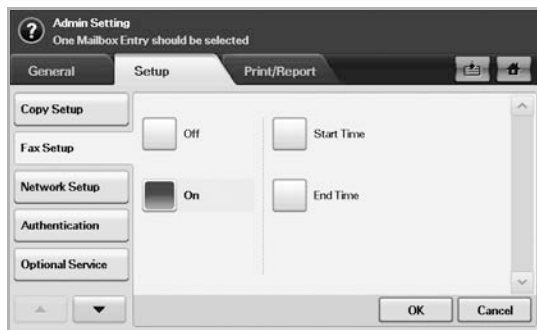 ?
Admin Setting
One Mailbox Entry should be selected
General Setup Print/Report
Copy Setup
Fax Setup
Network Setup
Authentication
Optional Service
Off Start Time
On End Time
OK Cancel